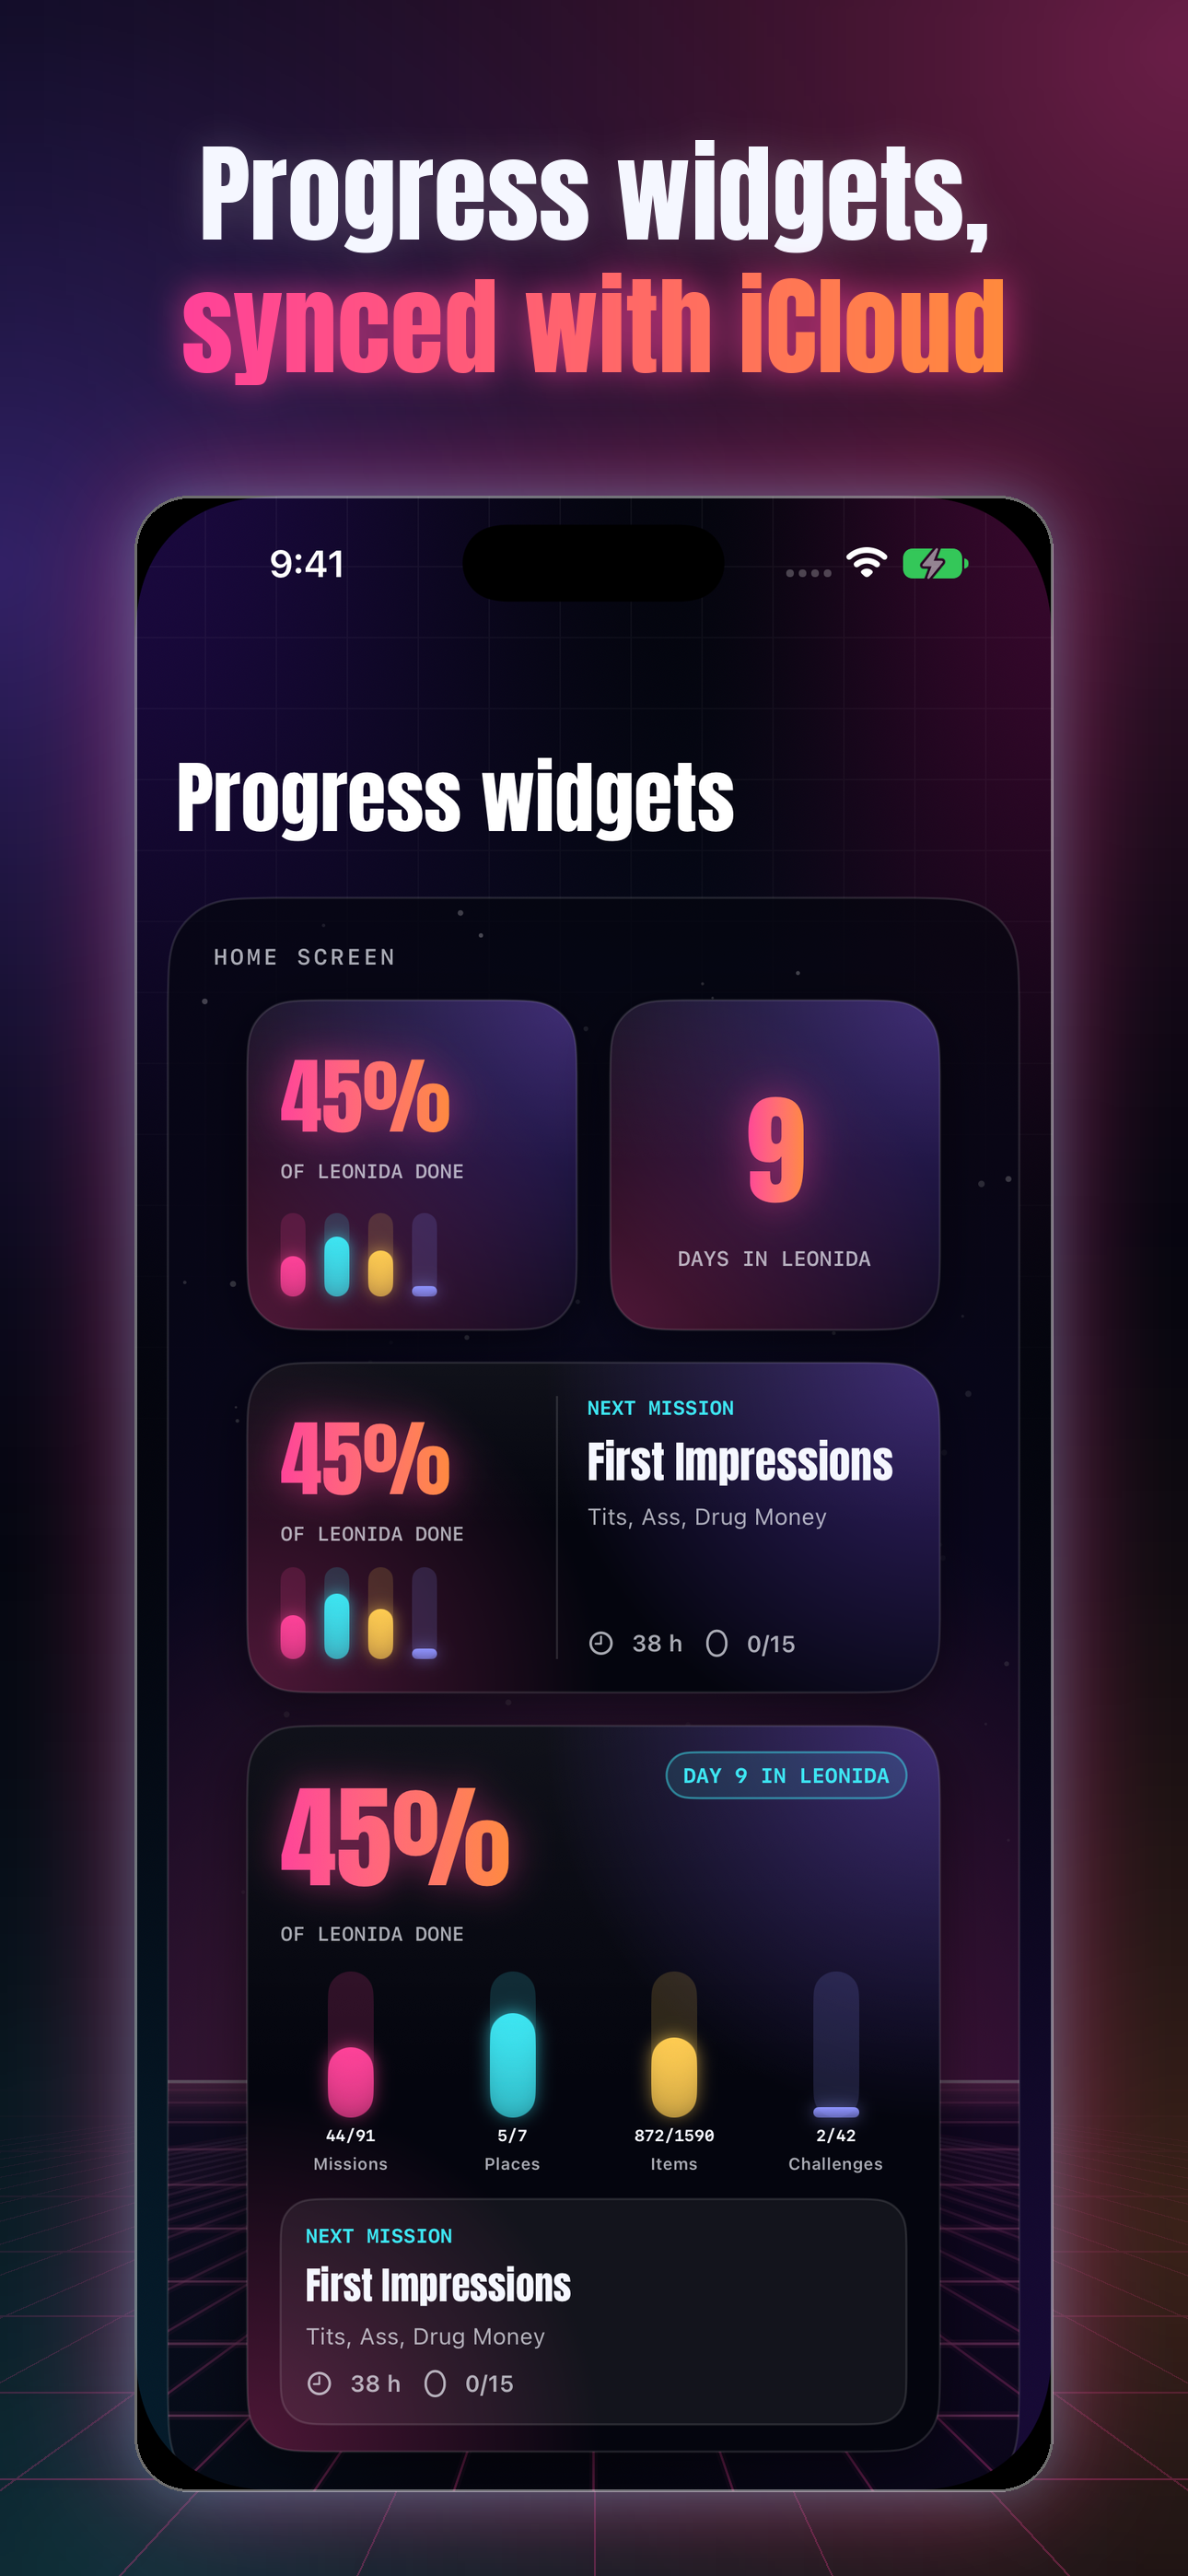 Progress widgets,
synced with iCloud
9:41
Progress widgets
HOME SCREEN
45%
OF LEONIDA DONE
9
DAYS IN LEONIDA
45%
OF LEONIDA DONE
NEXT MISSION
First Impressions
Tits, Ass, Drug Money
38 h 0/15
DAY 9 IN LEONIDA
45%
OF LEONIDA DONE
44/91 5/7 872/1590 2/42
Missions Places Items Challenges
NEXT MISSION
First Impressions
Tits, Ass, Drug Money
38 h 0/15